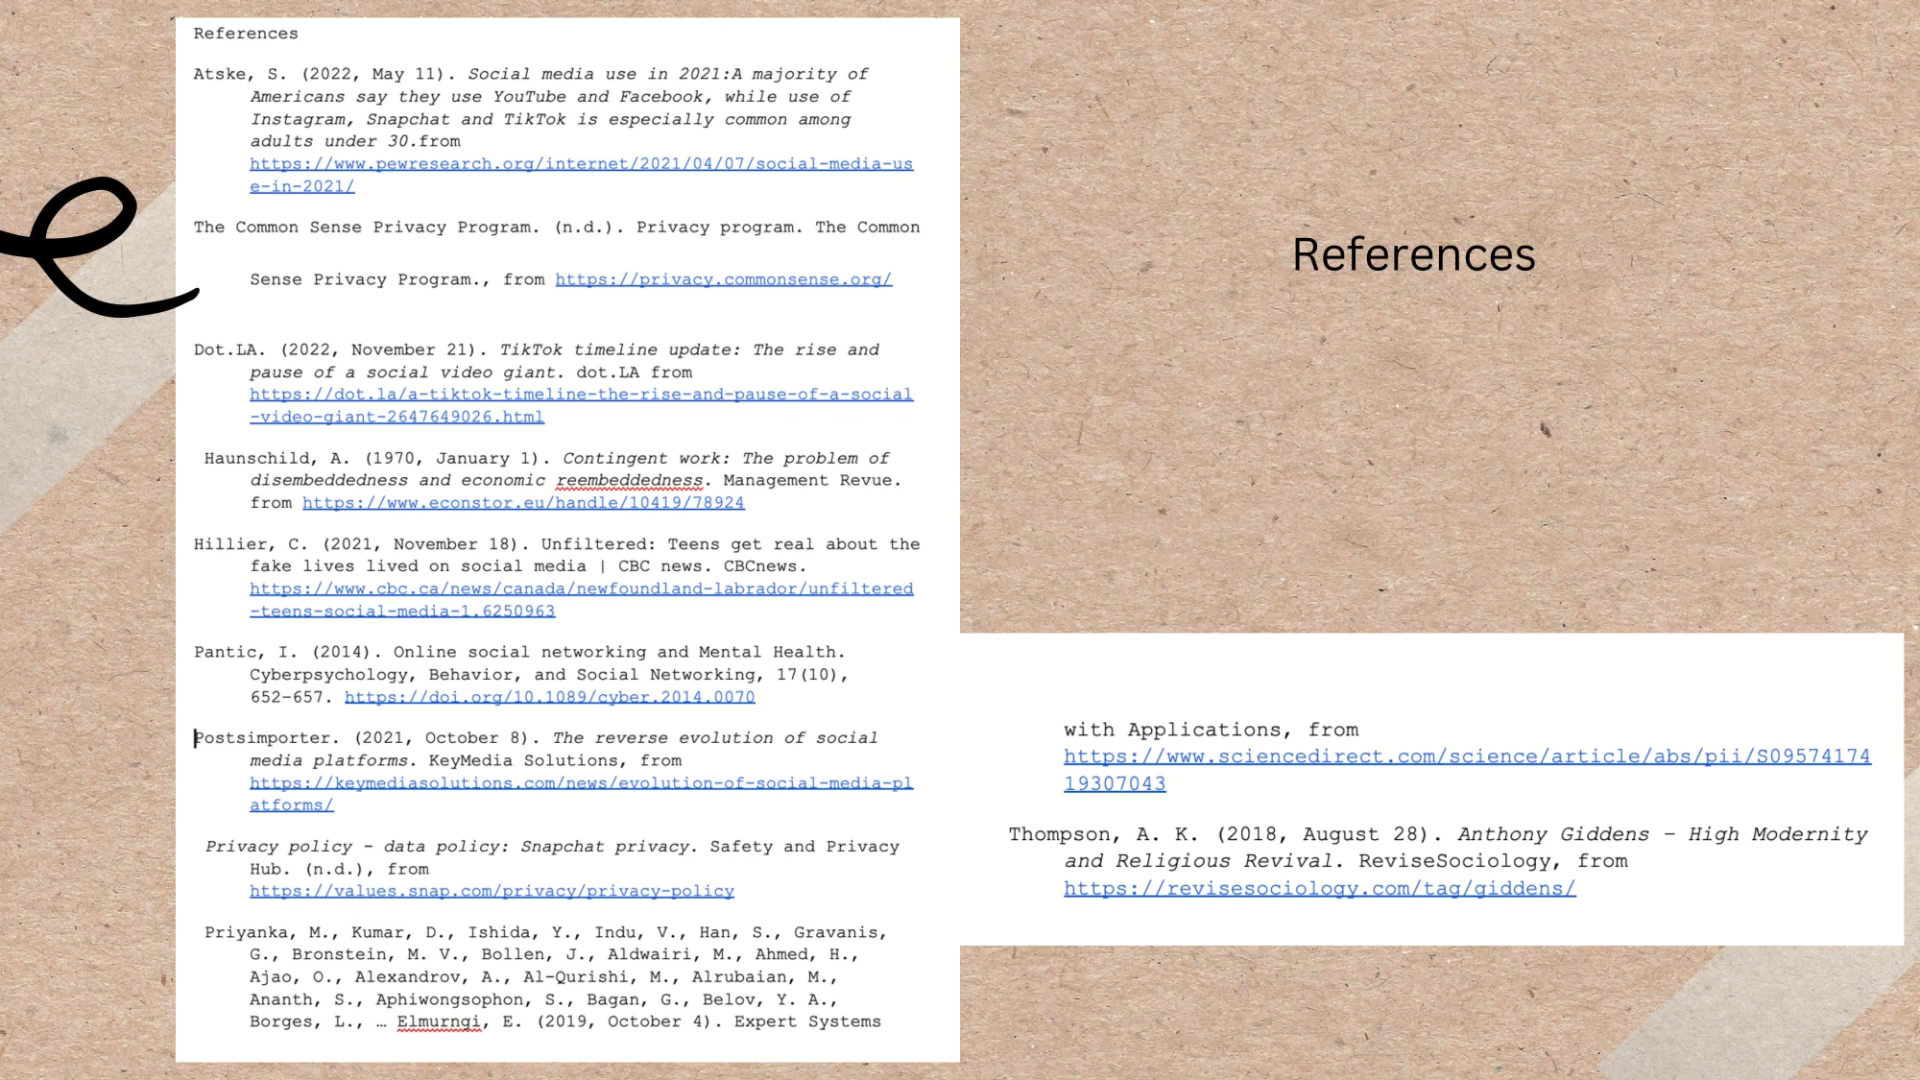 References
Atske, S. (2022, May 11). Social media use in 2021:A majority of
Americans say they use YouTube and Facebook, while use of
Instagram, Snapchat and TikTok is especially common among
adults under 30.from
https://www.pewresearch.org/internet/2021/04/07/social-media-us
e-in-2021/
The Common Sense Privacy Program. (n.d.). Privacy program. The Common
Sense Privacy Program., from https://privacy.commonsense.org/
Dot.LA. (2022, November 21). TikTok timeline update: The rise and
pause of a social video giant. dot.LA from
https://dot.la/a-tiktok-timeline-the-rise-and-pause-of-a-social
-video-giant-2647649026.html
Haunschild, A. (1970, January 1). Contingent work: The problem of
disembeddedness and economic reembeddedness. Management Revue.
from https://www.econstor.eu/handle/10419/78924
Hillier, C. (2021, November 18). Unfiltered: Teens get real about the
fake lives lived on social media | CBC news. CBCnews.
https://www.cbc.ca/news/canada/newfoundland-labrador/unfiltered
-teens-social-media-1.6250963
Pantic, I. (2014). Online social networking and Mental Health.
Cyberpsychology, Behavior, and Social Networking, 17(10),
652–657. https://doi.org/10.1089/cyber.2014.0070
Postsimporter. (2021, October 8). The reverse evolution of social
media platforms. KeyMedia Solutions, from
https://keymediasolutions.com/news/evolution-of-social-media-pl
atforms/
Privacy policy - data policy: Snapchat privacy. Safety and Privacy
Hub. (n.d.), from
https://values.snap.com/privacy/privacy-policy
Priyanka, M., Kumar, D., Ishida, Y., Indu, V., Han, S., Gravanis,
G., Bronstein, M. V., Bollen, J., Aldwairi, M., Ahmed, H.,
Ajao, O., Alexandrov, A., Al-Qurishi, M., Alrubaian, M.,
Ananth, S., Aphiwongsophon, S., Bagan, G., Belov, Y. A.,
Borges, L., … Elmurngi, E. (2019, October 4). Expert Systems
References
with Applications, from
https://www.sciencedirect.com/science/article/abs/pii/S09574174
19307043
Thompson, A. K. (2018, August 28). Anthony Giddens – High Modernity
and Religious Revival. ReviseSociology, from
https://revisesociology.com/tag/giddens/